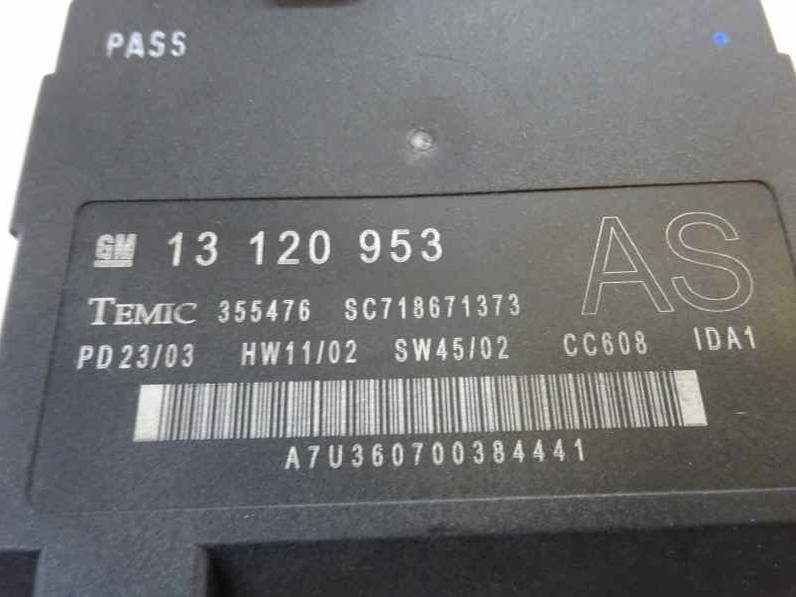 PASS
GM 13 120 953 AS
TEMIC 355476 SC718671373
PD23/03 HW11/02 SW45/02 CC608 IDA1
A7U360700384441